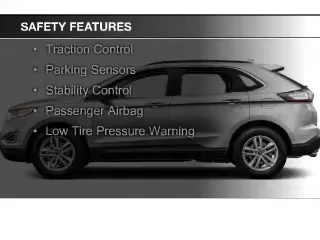 SAFETY FEATURES
• Traction Control
• Parking Sensors
• Stability Control
• Passenger Airbag
• Low Tire Pressure Warning